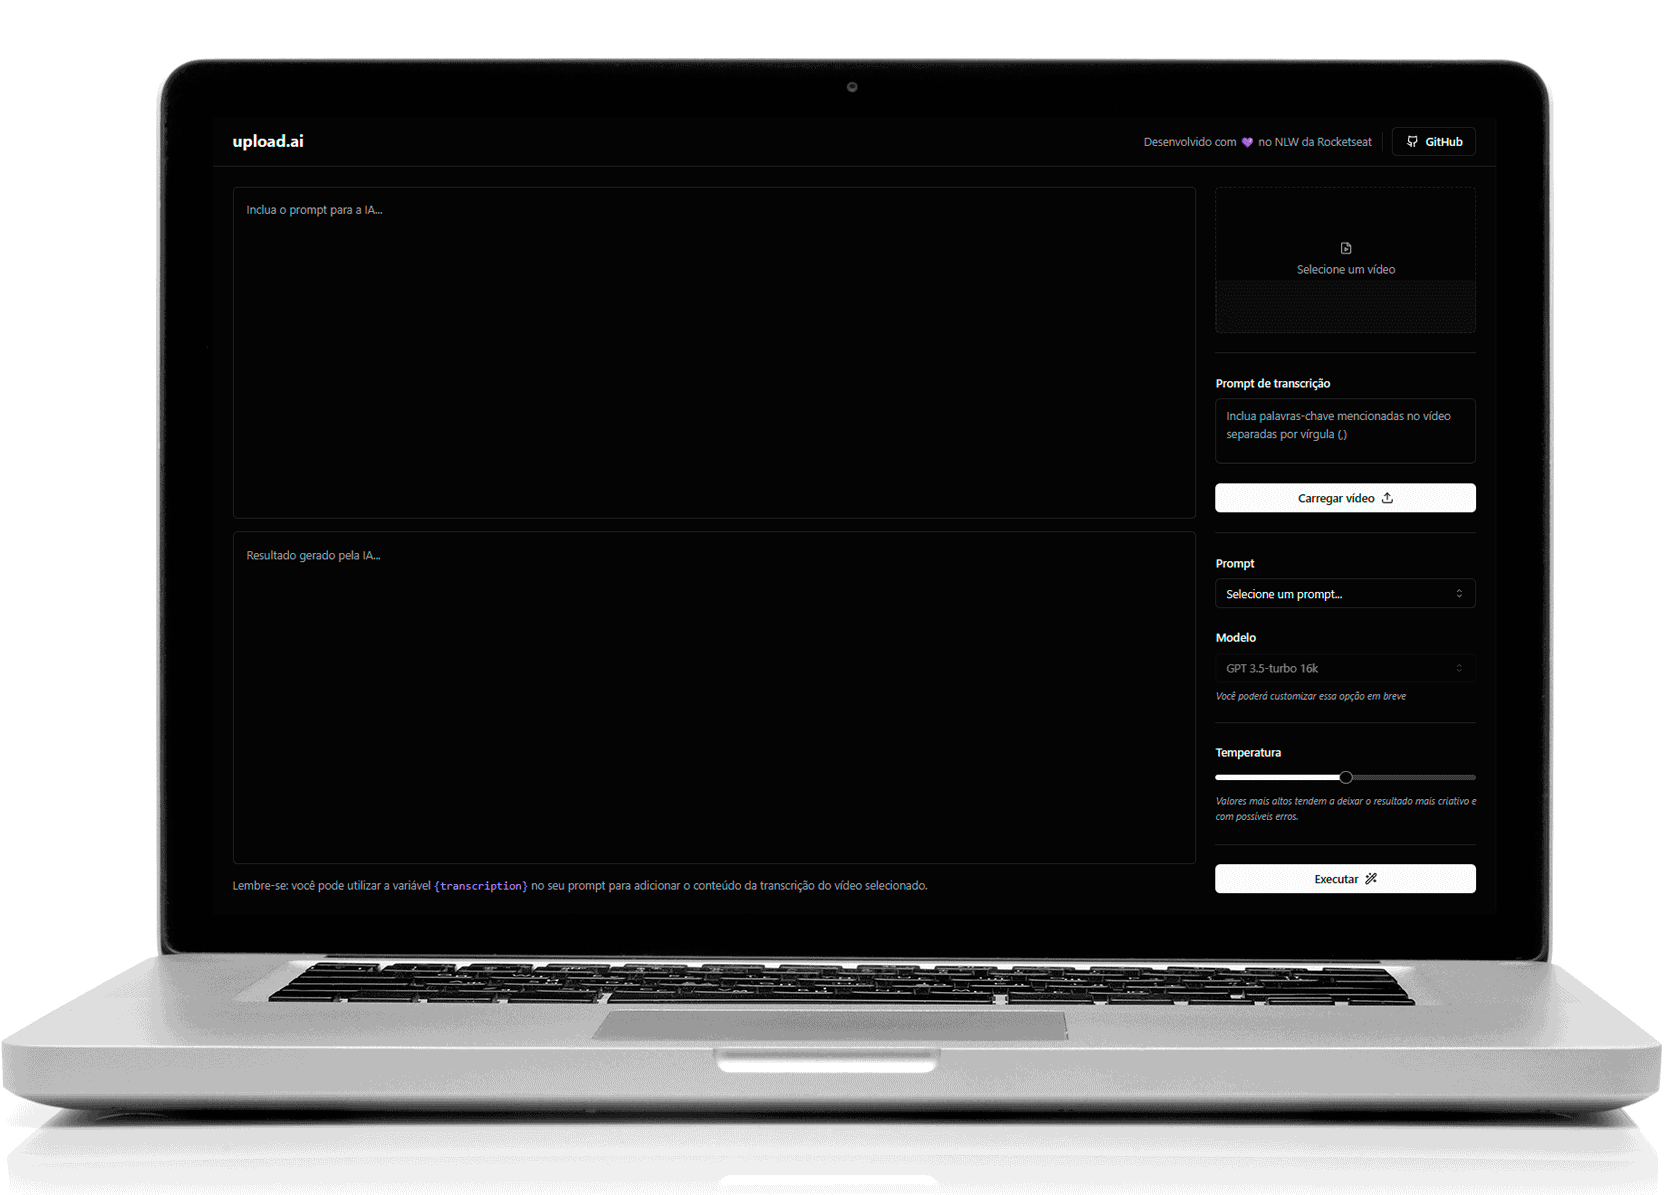 upload.ai
Desenvolvido com 💜 no NLW da Rocketseat
GitHub
Inclua o prompt para a IA...
Resultado gerado pela IA...
Lembre-se: você pode utilizar a variável {transcription} no seu prompt para adicionar o conteúdo da transcrição do vídeo selecionado.
Selecione um vídeo
Prompt de transcrição
Inclua palavras-chave mencionadas no vídeo
separadas por vírgula (,)
Carregar vídeo
Prompt
Selecione um prompt...
Modelo
GPT 3.5-turbo 16k
Você poderá customizar essa opção em breve
Temperatura
Valores mais altos tendem a deixar o resultado mais criativo e
com possíveis erros.
Executar